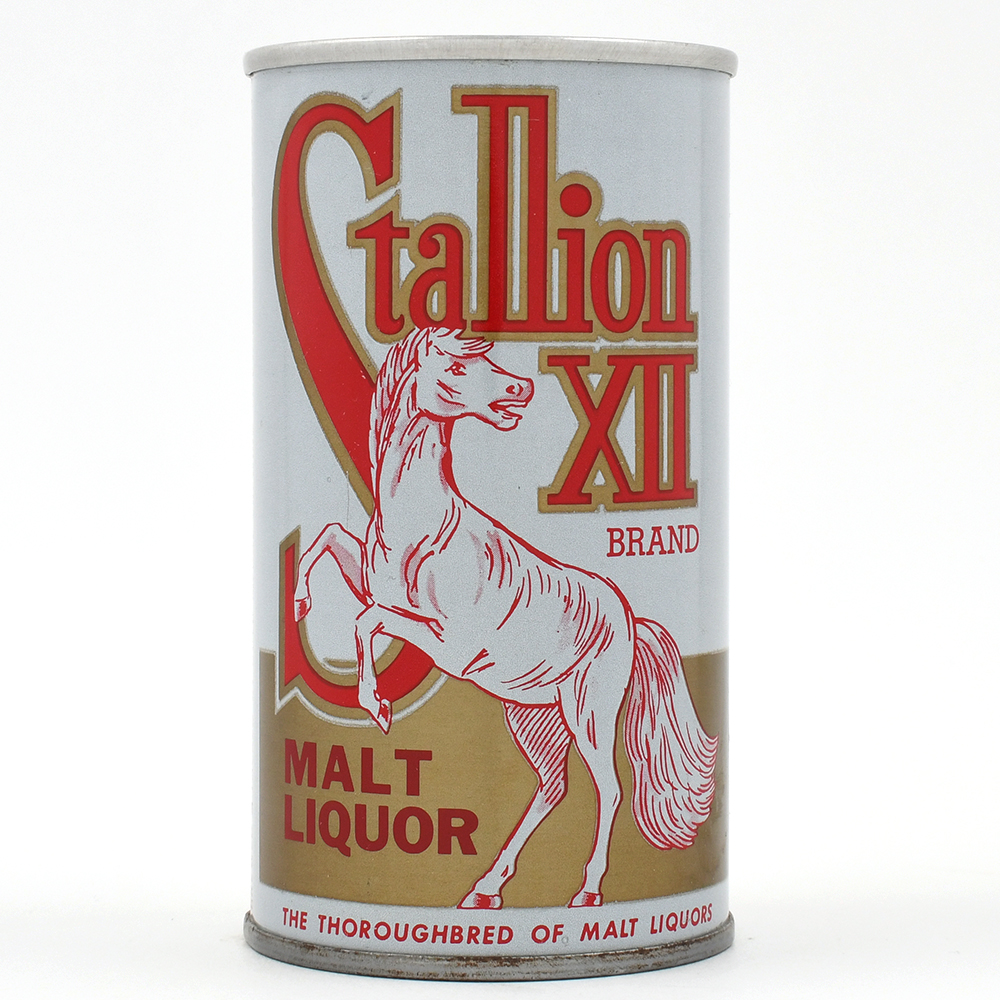 Stallion
XII
BRAND
MALT
LIQUOR
THE THOROUGHBRED OF MALT LIQUORS